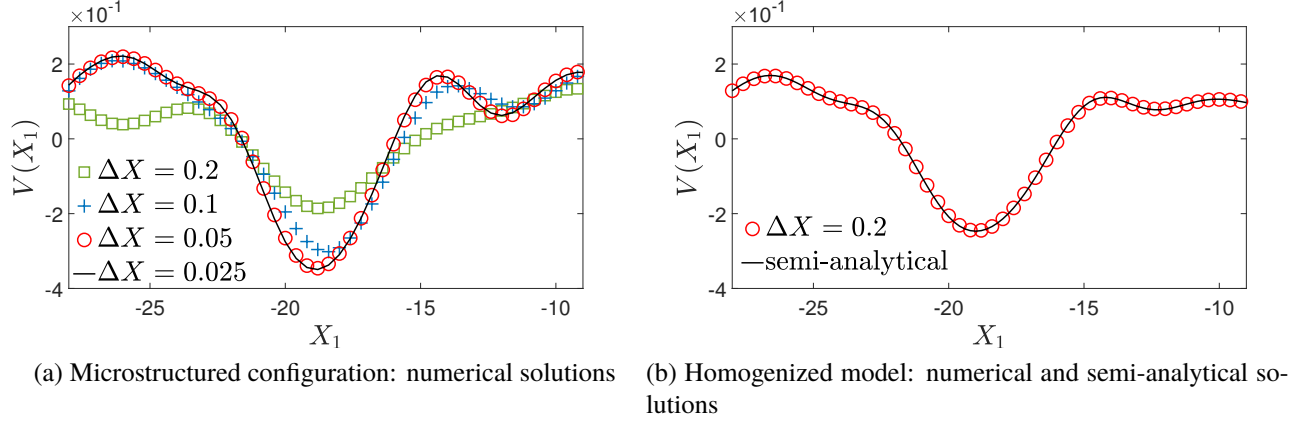 ×10⁻¹
2
0
-2
-4
V(X₁)
□ ΔX = 0.2
+ ΔX = 0.1
○ ΔX = 0.05
— ΔX = 0.025
-25 -20 -15 -10
X₁
(a) Microstructured configuration: numerical solutions
×10⁻¹
2
0
-2
-4
V(X₁)
○ ΔX = 0.2
— semi-analytical
-25 -20 -15 -10
X₁
(b) Homogenized model: numerical and semi-analytical so-
lutions